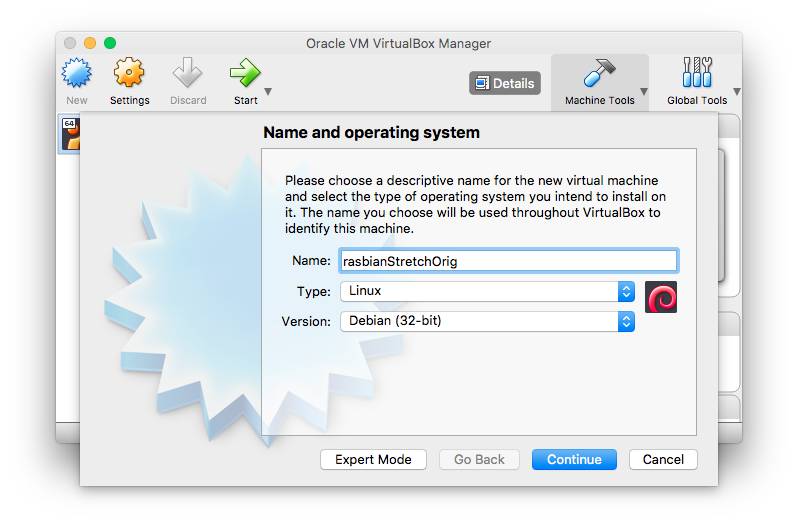 Oracle VM VirtualBox Manager
New
Settings
Discard
Start
Details
Machine Tools
Global Tools
64
Name and operating system
Please choose a descriptive name for the new virtual machine
and select the type of operating system you intend to install on
it. The name you choose will be used throughout VirtualBox to
identify this machine.
Name: rasbianStretchOrig
Type: Linux
Version: Debian (32-bit)
Expert Mode
Go Back
Continue
Cancel